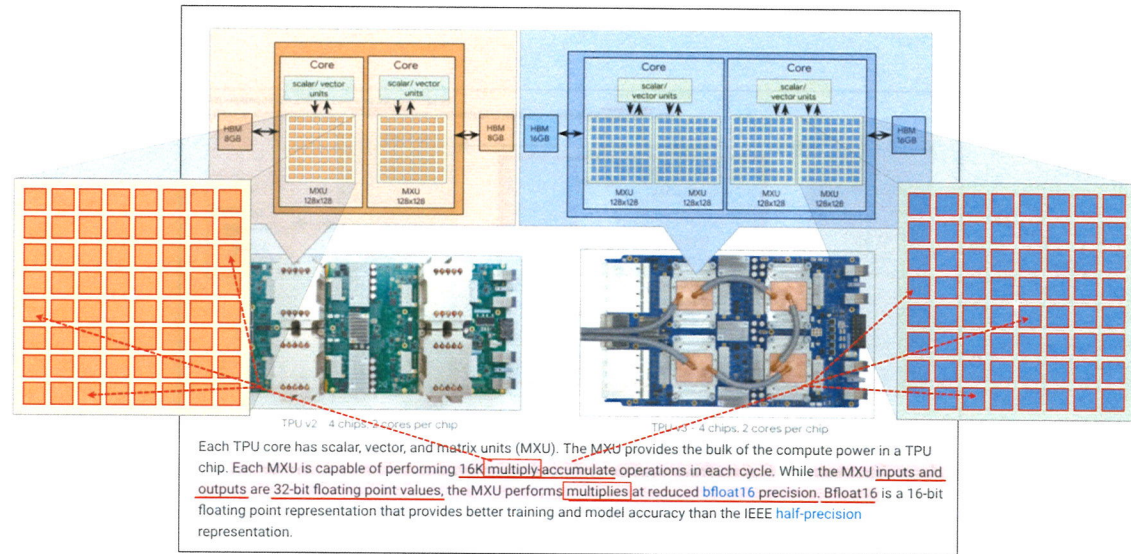 Core
Core
scalar/ vector
units
scalar/ vector
units
HBM
8GB
HBM
8GB
MXU
128x128
MXU
128x128
Core
Core
scalar/
vector units
scalar/
vector units
HBM
16GB
HBM
16GB
MXU
128x128
MXU
128x128
MXU
128x128
MXU
128x128
TPU v2 - 4 chips, 2 cores per chip
TPU v3 - 4 chips, 2 cores per chip
Each TPU core has scalar, vector, and matrix units (MXU). The MXU provides the bulk of the compute power in a TPU
chip. Each MXU is capable of performing 16K multiply-accumulate operations in each cycle. While the MXU inputs and
outputs are 32-bit floating point values, the MXU performs multiplies at reduced bfloat16 precision. Bfloat16 is a 16-bit
floating point representation that provides better training and model accuracy than the IEEE half-precision
representation.